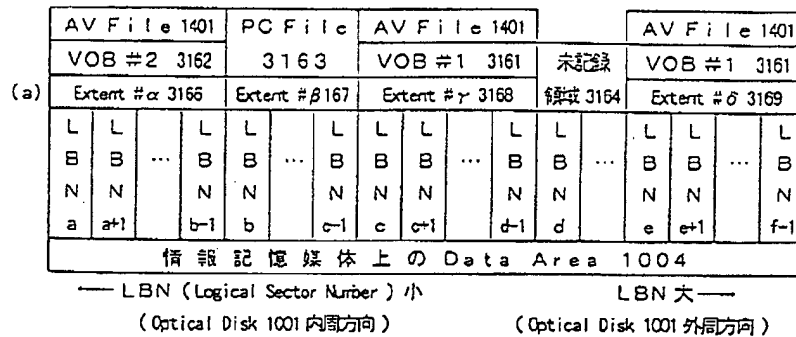 AV File 1401 PC File AV File 1401 AV File 1401
VOB #2 3162 3163 VOB #1 3161 未記録 VOB #1 3161
(a) Extent #α 3166 Extent #β167 Extent #γ 3168 領域 3164 Extent #δ 3169
L L L L L L L L L L L L
B B … B B … B B B … B B … B B … B
N N N N N N N N N N N N
a a+1 b-1 b c-1 c c+1 d-1 d e e+1 f-1
情報記憶媒体上の Data Area 1004
←― LBN (Logical Sector Number) 小 LBN 大 ―→
(Optical Disk 1001 内周方向) (Optical Disk 1001 外周方向)